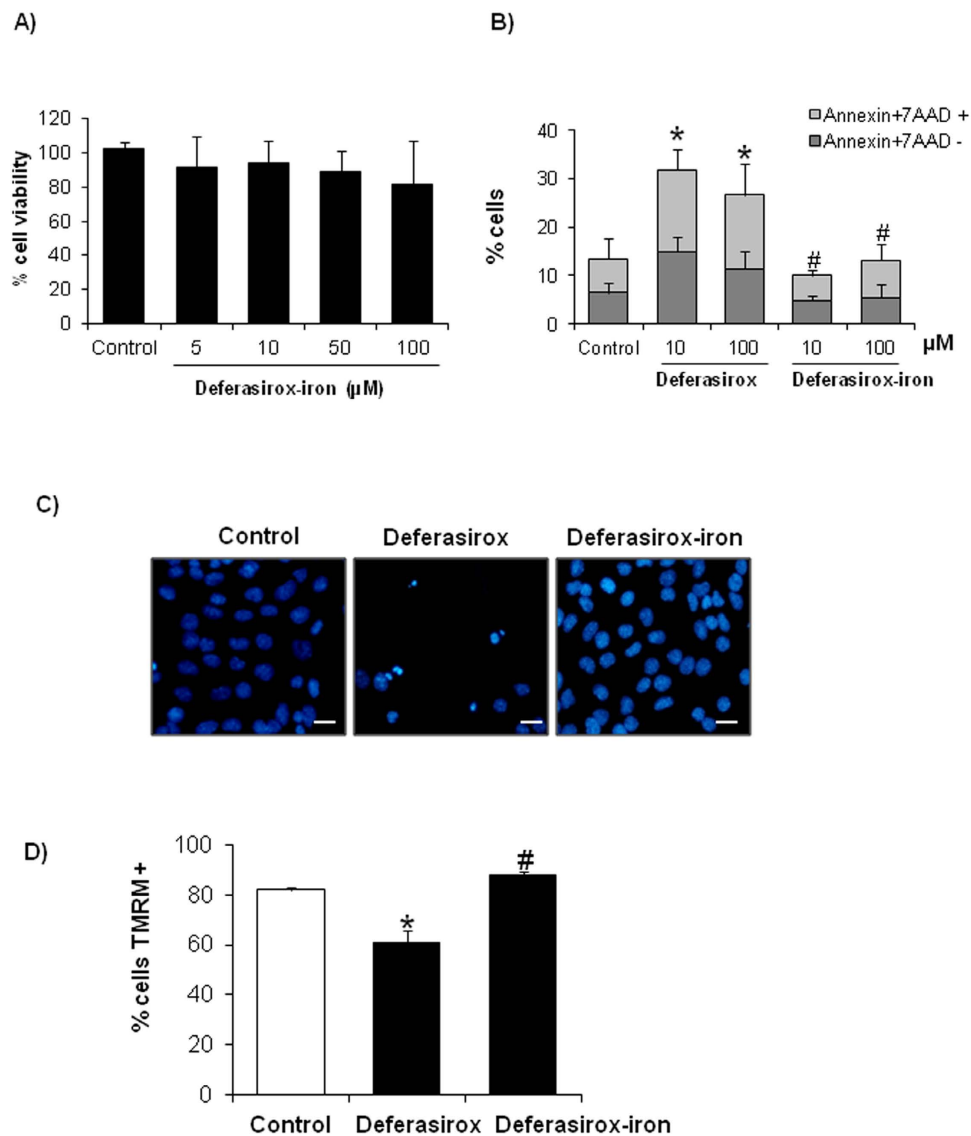 A)
120
100
80
60
40
20
0
% cell viability
Control 5 10 50 100
Deferasirox-iron (µM)
B)
Annexin+7AAD +
Annexin+7AAD -
40
30
20
10
0
% cells
* * # #
Control 10 100 10 100 µM
Deferasirox Deferasirox-iron
C)
Control Deferasirox Deferasirox-iron
D)
100
80
60
40
20
0
% cells TMRM+
* #
Control Deferasirox Deferasirox-iron